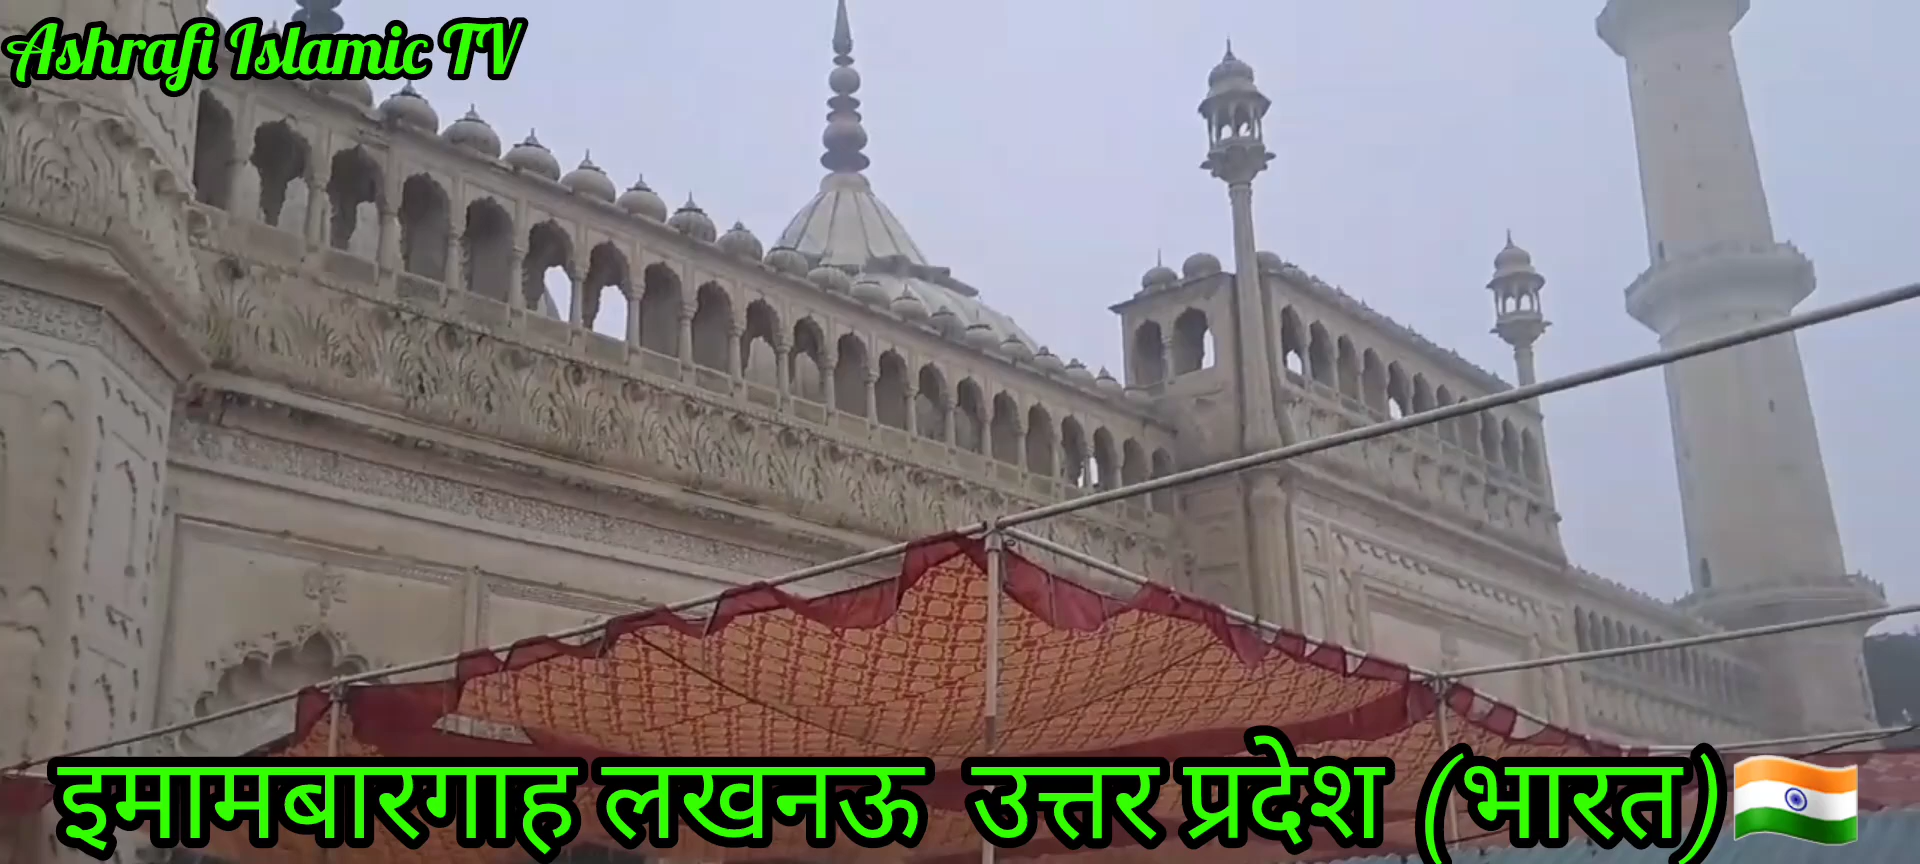 Ashrafi Islamic TV
इमामबारगाह लखनऊ उत्तर प्रदेश (भारत)🇮🇳